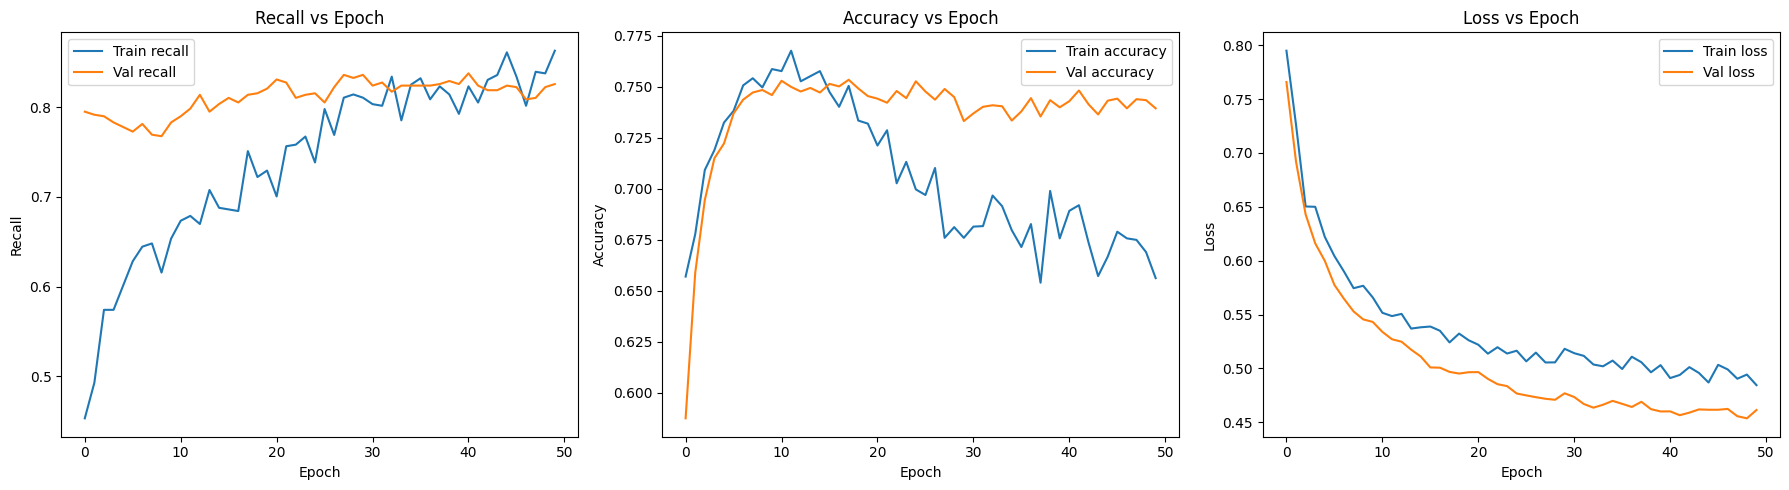 Recall vs Epoch
Train recall
Val recall
0.8
0.7
0.6
0.5
Recall
0 10 20 30 40 50
Epoch
Accuracy vs Epoch
Train accuracy
Val accuracy
0.775
0.750
0.725
0.700
0.675
0.650
0.625
0.600
Accuracy
0 10 20 30 40 50
Epoch
Loss vs Epoch
Train loss
Val loss
0.80
0.75
0.70
0.65
0.60
0.55
0.50
0.45
Loss
0 10 20 30 40 50
Epoch